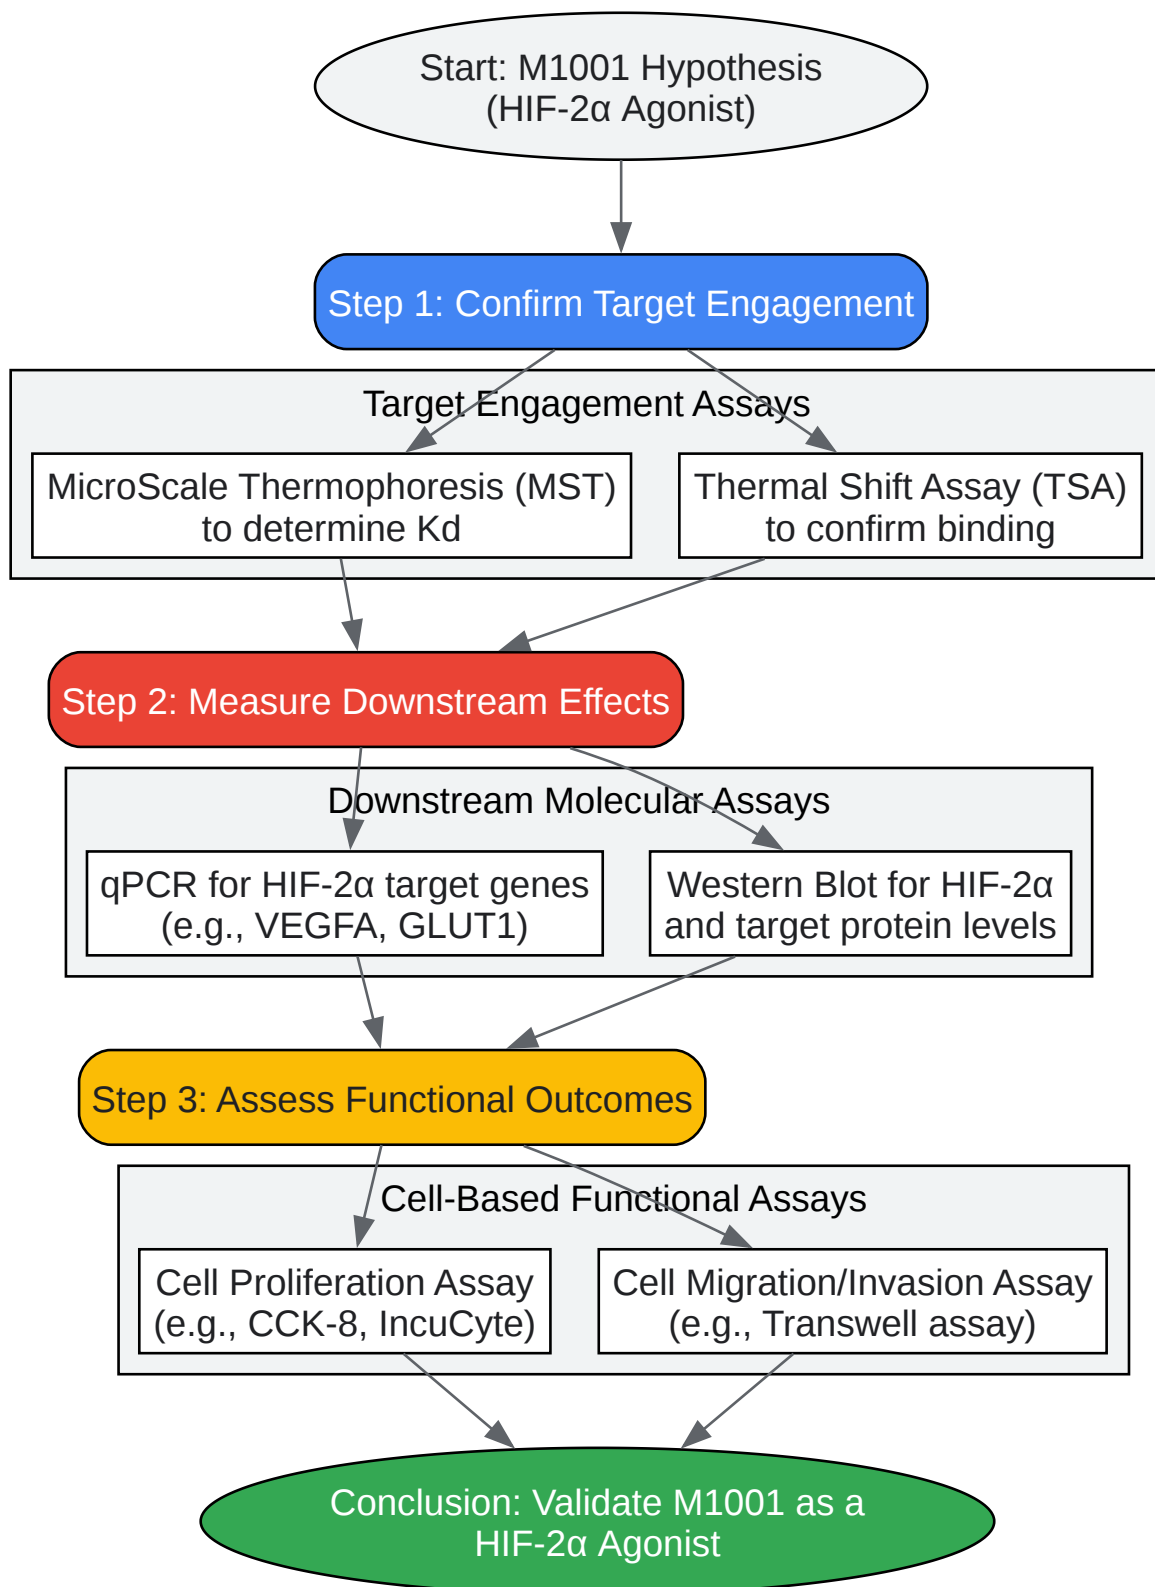 Start: M1001 Hypothesis
(HIF-2α Agonist)
Step 1: Confirm Target Engagement
Target Engagement Assays
MicroScale Thermophoresis (MST)
to determine Kd
Thermal Shift Assay (TSA)
to confirm binding
Step 2: Measure Downstream Effects
Downstream Molecular Assays
qPCR for HIF-2α target genes
(e.g., VEGFA, GLUT1)
Western Blot for HIF-2α
and target protein levels
Step 3: Assess Functional Outcomes
Cell-Based Functional Assays
Cell Proliferation Assay
(e.g., CCK-8, IncuCyte)
Cell Migration/Invasion Assay
(e.g., Transwell assay)
Conclusion: Validate M1001 as a
HIF-2α Agonist